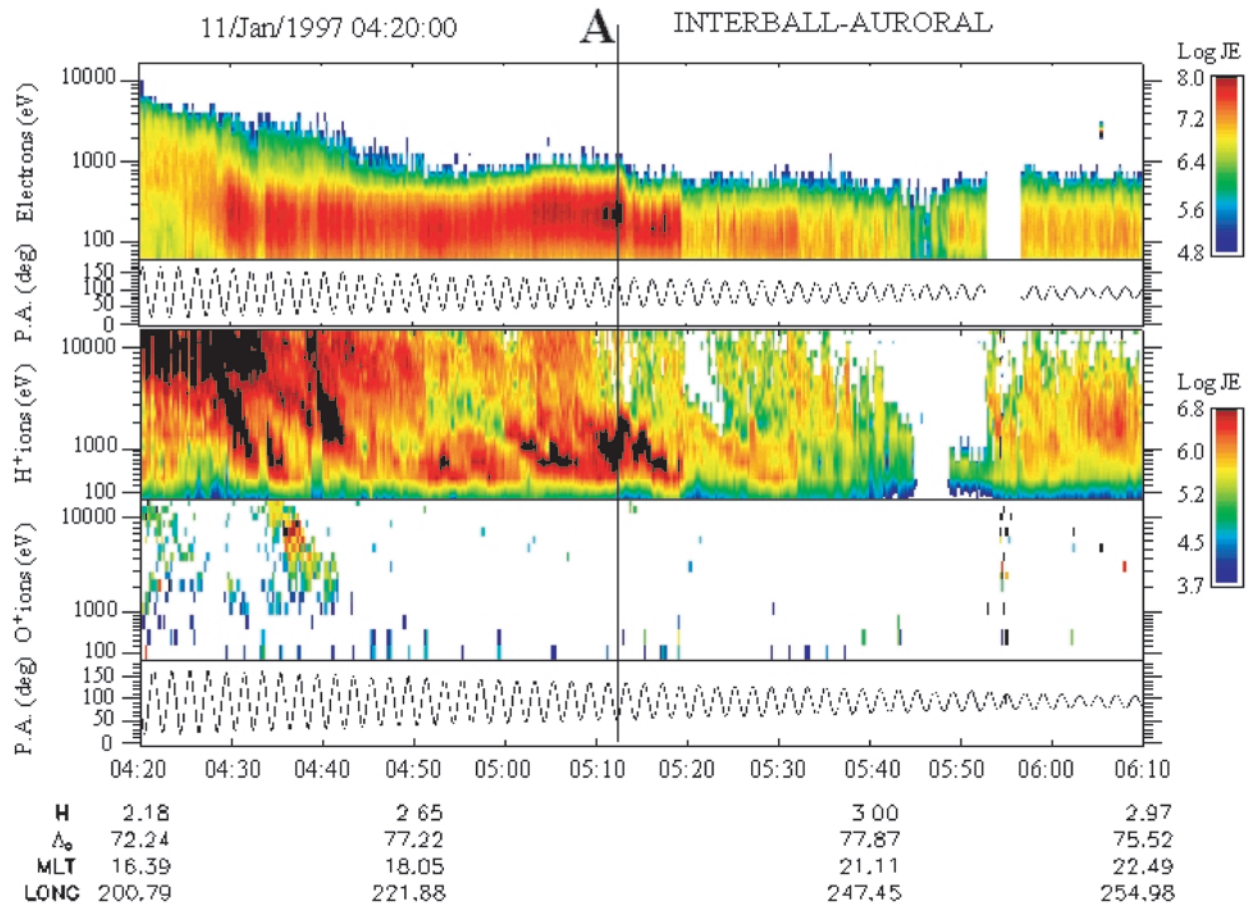 11/Jan/1997 04:20:00 A INTERBALL-AURORAL
Log JE
10000
1000
100
Electrons (eV)
8.0
7.2
6.4
5.6
4.8
150
100
50
0
P.A. (deg)
10000
1000
100
H+ions (eV)
Log JE
6.8
6.0
5.2
4.5
3.7
10000
1000
100
O+ions (eV)
150
100
50
0
P.A. (deg)
04:20 04:30 04:40 04:50 05:00 05:10 05:20 05:30 05:40 05:50 06:00 06:10
H 2.18 2 65 3 00 2.97
Λo 72.24 77.22 77.87 75.52
MLT 16.39 18.05 21.11 22.49
LONG 200.79 221.88 247.45 254.98